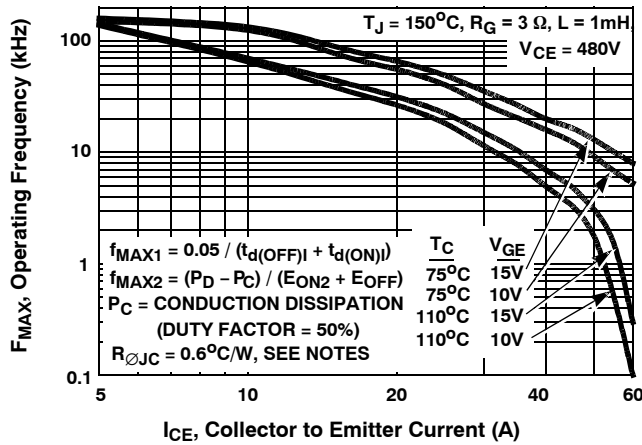 T_J = 150°C, R_G = 3 Ω, L = 1mH,
V_CE = 480V
100
10
1
0.1
F_MAX, Operating Frequency (kHz)
f_MAX1 = 0.05 / (t_d(OFF)I + t_d(ON)I)
f_MAX2 = (P_D – P_C) / (E_ON2 + E_OFF)
P_C = CONDUCTION DISSIPATION
(DUTY FACTOR = 50%)
R_ØJC = 0.6°C/W, SEE NOTES
T_C V_GE
75°C 15V
75°C 10V
110°C 15V
110°C 10V
5 10 20 30 40 60
I_CE, Collector to Emitter Current (A)